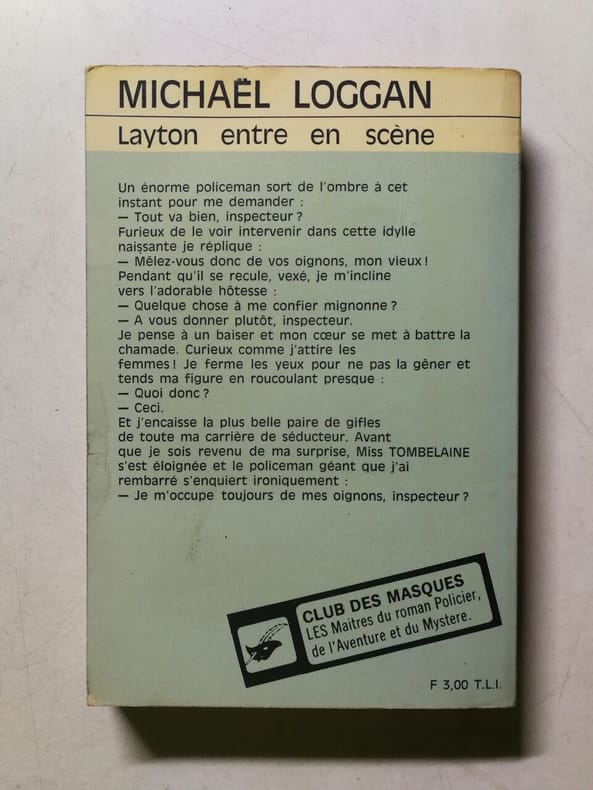 MICHAËL LOGGAN
Layton entre en scène
Un énorme policeman sort de l'ombre à cet
instant pour me demander :
— Tout va bien, inspecteur ?
Furieux de le voir intervenir dans cette idylle
naissante je réplique :
— Mêlez-vous donc de vos oignons, mon vieux !
Pendant qu'il se recule, vexé, je m'incline
vers l'adorable hôtesse :
— Quelque chose à me confier mignonne ?
— A vous donner plutôt, inspecteur.
Je pense à un baiser et mon cœur se met à battre la
chamade. Curieux comme j'attire les
femmes ! Je ferme les yeux pour ne pas la gêner et
tends ma figure en roucoulant presque :
— Quoi donc ?
— Ceci.
Et j'encaisse la plus belle paire de gifles
de toute ma carrière de séducteur. Avant
que je sois revenu de ma surprise, Miss TOMBELAINE
s'est éloignée et le policeman géant que j'ai
rembarré s'enquiert ironiquement :
— Je m'occupe toujours de mes oignons, inspecteur ?
CLUB DES MASQUES
LES Maitres du roman Policier,
de l'Aventure et du Mystere.
F 3,00 T.L.I.